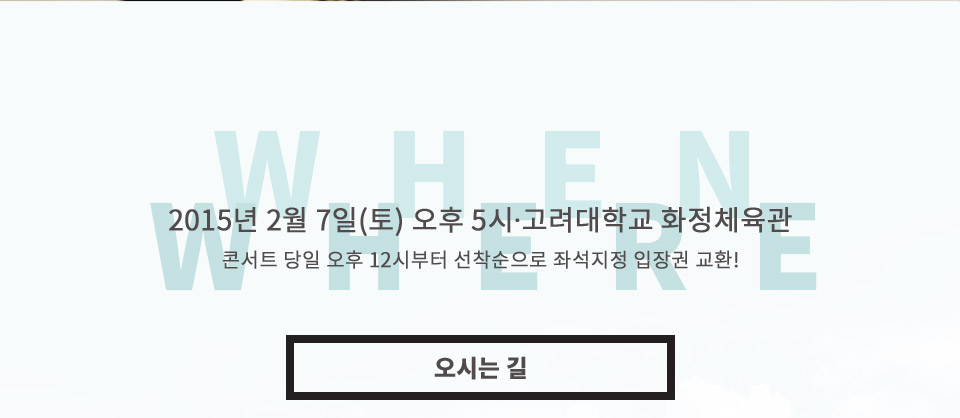 WHEN
WHERE
2015년 2월 7일(토) 오후 5시·고려대학교 화정체육관
콘서트 당일 오후 12시부터 선착순으로 좌석지정 입장권 교환!
오시는 길